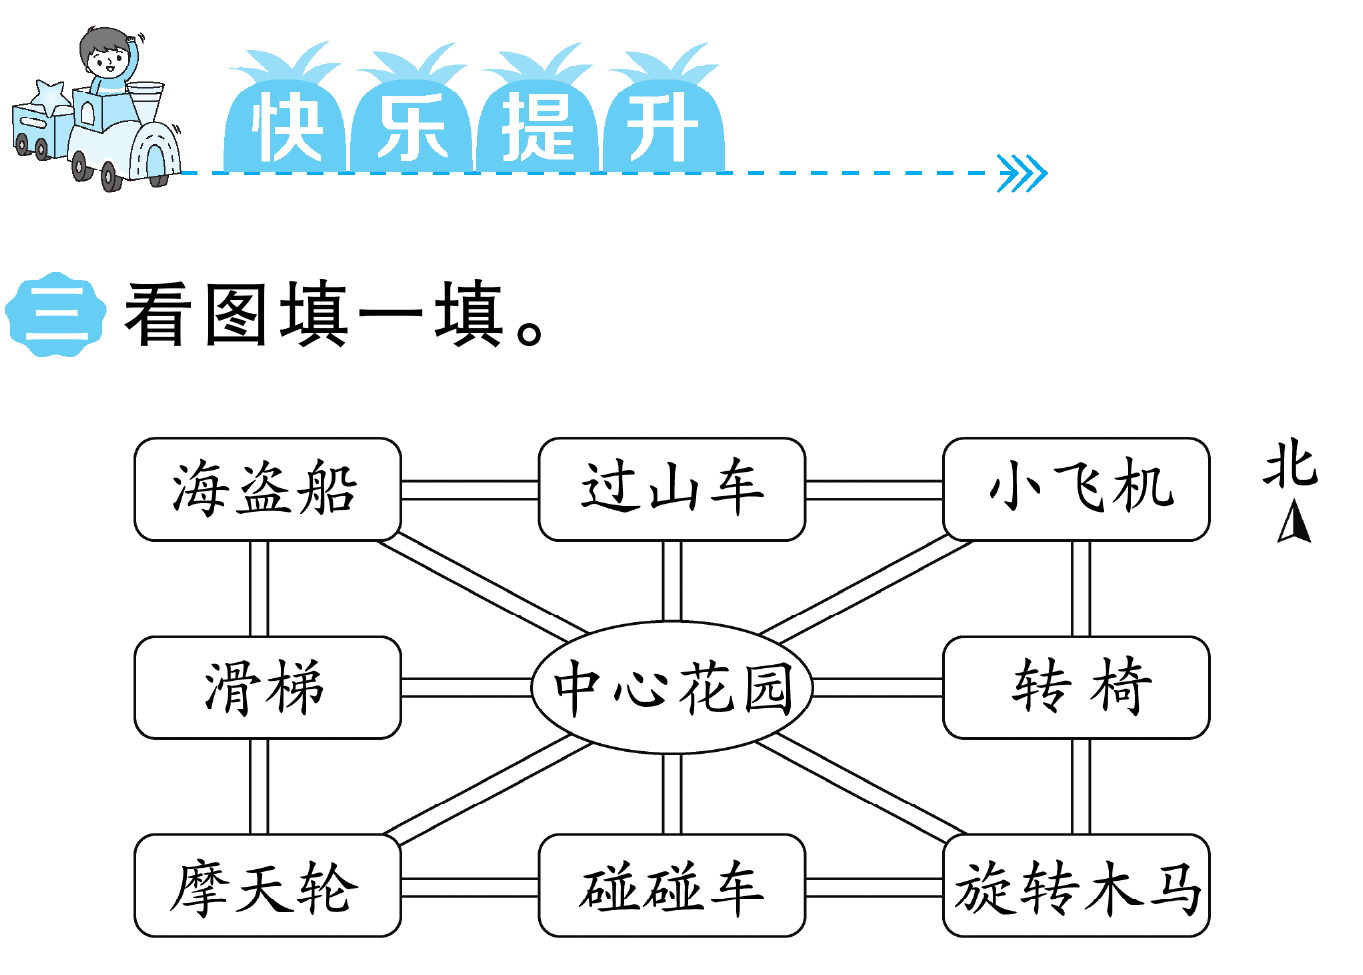 快乐提升
三 看图填一填。
海盗船 过山车 小飞机 北
滑梯 中心花园 转椅
摩天轮 碰碰车 旋转木马